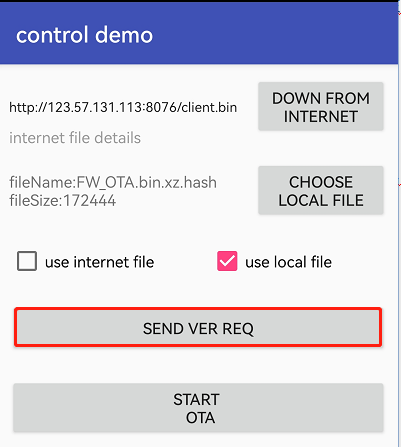 control demo
http://123.57.131.113:8076/client.bin
DOWN FROM
INTERNET
internet file details
fileName:FW_OTA.bin.xz.hash
fileSize:172444
CHOOSE
LOCAL FILE
use internet file
use local file
SEND VER REQ
START
OTA